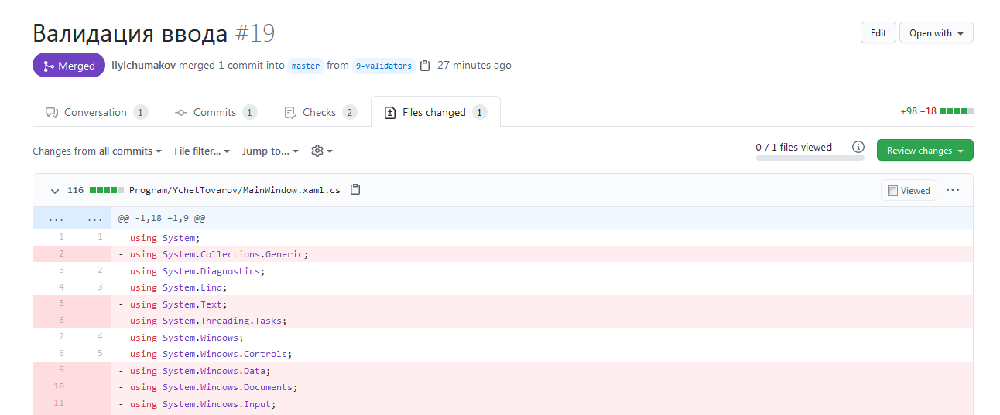 Валидация ввода #19
Edit
Open with
Merged
ilyichumakov merged 1 commit into master from 9-validators 27 minutes ago
Conversation 1
Commits 1
Checks 2
Files changed 1
+98 −18
Changes from all commits
File filter...
Jump to...
0 / 1 files viewed
Review changes
116 Program/YchetTovarov/MainWindow.xaml.cs
Viewed
...
... ... @@ -1,18 +1,9 @@
1 1 using System;
2 - using System.Collections.Generic;
3 2 using System.Diagnostics;
4 3 using System.Linq;
5 - using System.Text;
6 - using System.Threading.Tasks;
7 4 using System.Windows;
8 5 using System.Windows.Controls;
9 - using System.Windows.Data;
10 - using System.Windows.Documents;
11 - using System.Windows.Input;